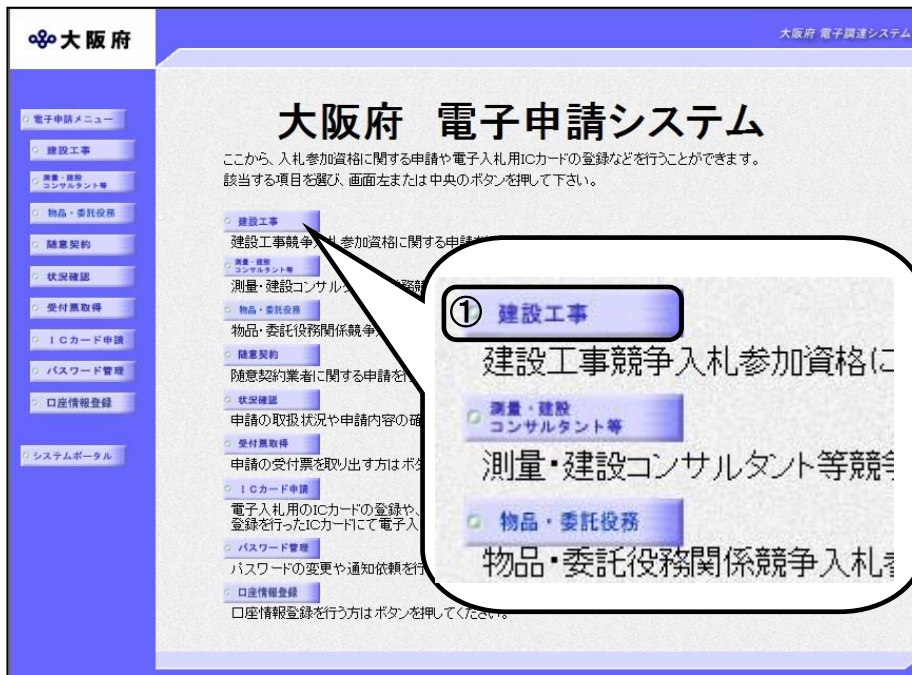 大阪府
大阪府 電子調達システム
電子申請メニュー
建設工事
測量・建設
コンサルタント等
物品・委託役務
随意契約
状況確認
受付票取得
ICカード申請
パスワード管理
口座情報登録
システムポータル
大阪府 電子申請システム
ここから、入札参加資格に関する申請や電子入札用ICカードの登録などを行うことができます。
該当する項目を選び、画面左または中央のボタンを押して下さい。
建設工事
建設工事競争入札参加資格に関する申請
測量・建設
コンサルタント等
測量・建設コンサル
物品・委託役務
物品・委託役務関係競争
随意契約
随意契約業者に関する申請を行
状況確認
申請の取扱状況や申請内容の確
受付票取得
申請の受付票を取り出す方はボタ
ICカード申請
電子入札用のICカードの登録や、
登録を行ったICカードにて電子入
パスワード管理
パスワードの変更や通知依頼を行
口座情報登録
口座情報登録を行う方はボタンを押してください。
① 建設工事
建設工事競争入札参加資格に
測量・建設
コンサルタント等
測量・建設コンサルタント等競争
物品・委託役務
物品・委託役務関係競争入札参